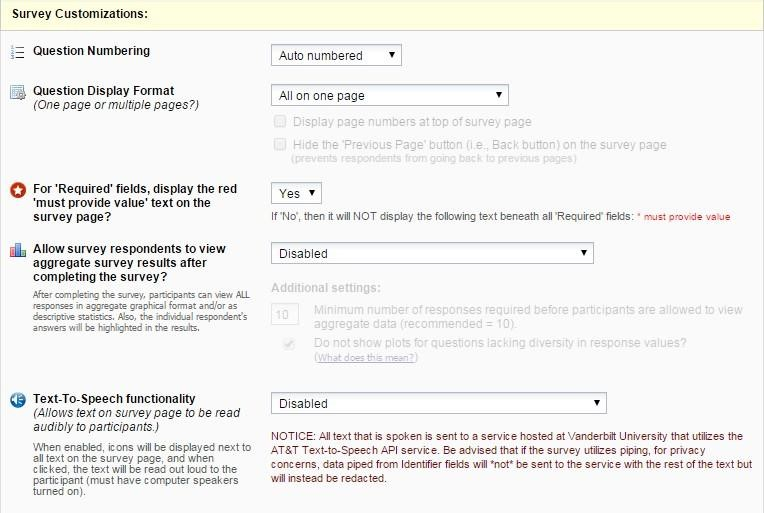 Survey Customizations:
Question Numbering
Auto numbered
Question Display Format
(One page or multiple pages?)
All on one page
Display page numbers at top of survey page
Hide the 'Previous Page' button (i.e., Back button) on the survey page
(prevents respondents from going back to previous pages)
For 'Required' fields, display the red
'must provide value' text on the
survey page?
Yes
If 'No', then it will NOT display the following text beneath all 'Required' fields: * must provide value
Allow survey respondents to view
aggregate survey results after
completing the survey?
After completing the survey, participants can view ALL
responses in aggregate graphical format and/or as
descriptive statistics. Also, the individual respondent's
answers will be highlighted in the results.
Disabled
Additional settings:
10
Minimum number of responses required before participants are allowed to view
aggregate data (recommended = 10).
Do not show plots for questions lacking diversity in response values?
(What does this mean?)
Text-To-Speech functionality
(Allows text on survey page to be read
audibly to participants.)
When enabled, icons will be displayed next to
all text on the survey page, and when
clicked, the text will be read out loud to the
participant (must have computer speakers
turned on).
Disabled
NOTICE: All text that is spoken is sent to a service hosted at Vanderbilt University that utilizes the
AT&T Text-to-Speech API service. Be advised that if the survey utilizes piping, for privacy
concerns, data piped from Identifier fields will *not* be sent to the service with the rest of the text but
will instead be redacted.